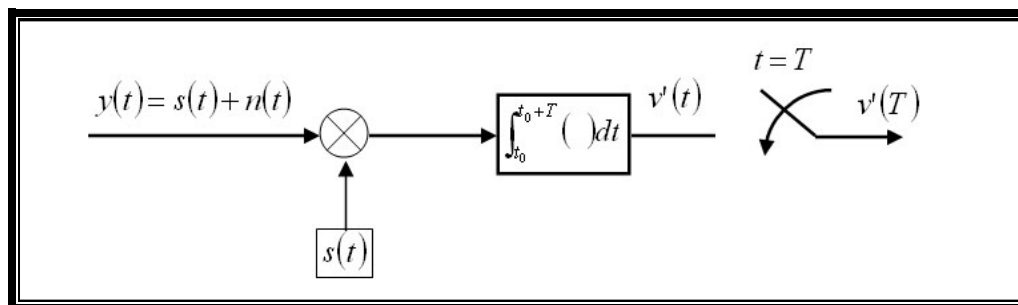 t = T
y(t) = s(t) + n(t)
∫_{t_0}^{t_0+T} ( )dt
v'(t)
v'(T)
s(t)